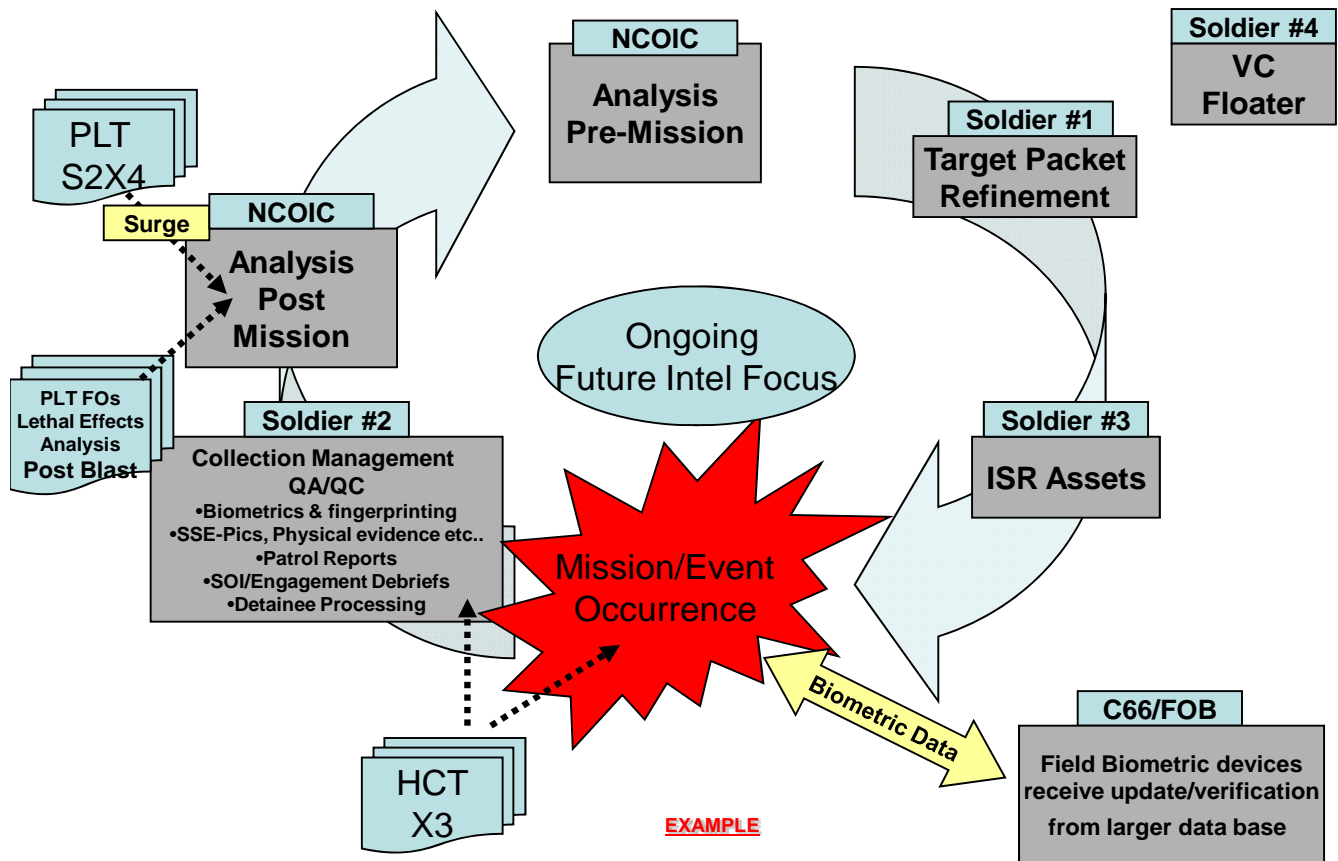 NCOIC
Analysis
Pre-Mission
Soldier #4
VC
Floater
Soldier #1
Target Packet
Refinement
PLT
S2X4
Surge
NCOIC
Analysis
Post
Mission
Ongoing
Future Intel Focus
PLT FOs
Lethal Effects
Analysis
Post Blast
Soldier #2
Collection Management
QA/QC
•Biometrics & fingerprinting
•SSE-Pics, Physical evidence etc..
•Patrol Reports
•SOI/Engagement Debriefs
•Detainee Processing
Soldier #3
ISR Assets
Mission/Event
Occurrence
Biometric Data
C66/FOB
Field Biometric devices
receive update/verification
from larger data base
HCT
X3
EXAMPLE